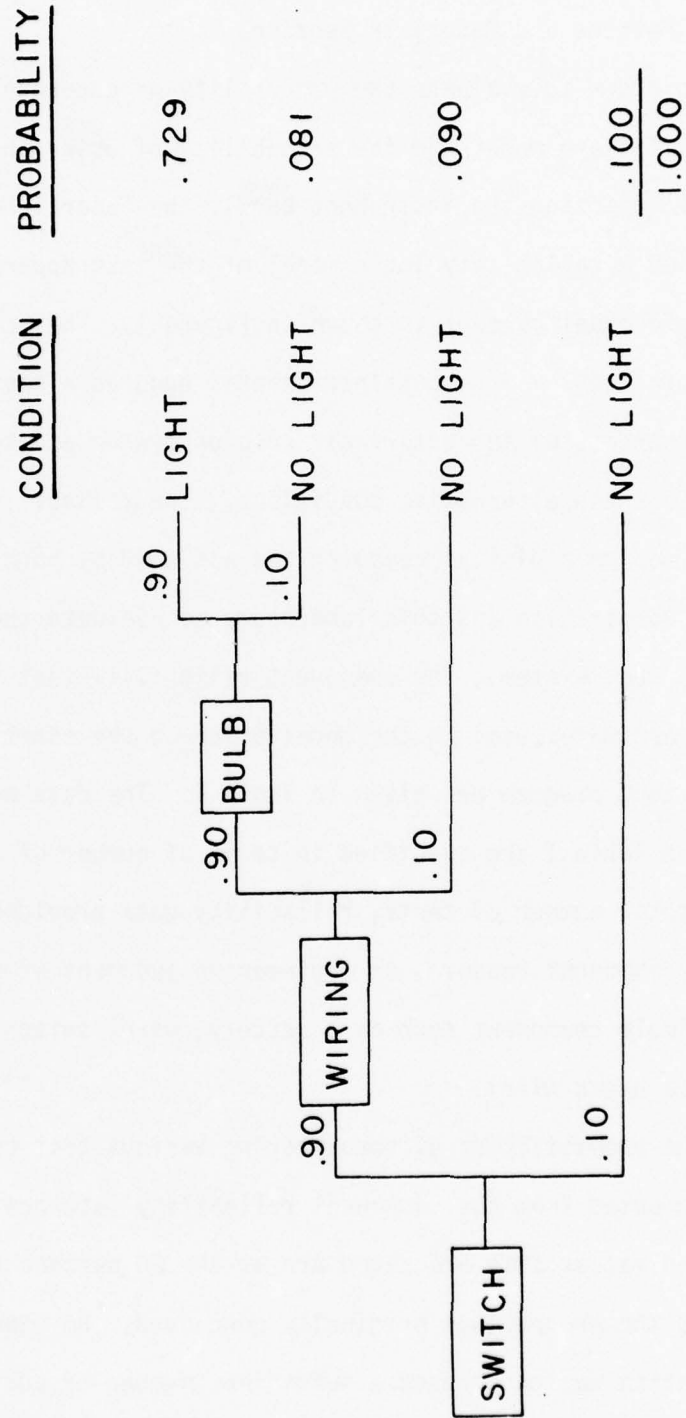 CONDITION PROBABILITY
.90 LIGHT .729
.90 BULB
.10 NO LIGHT .081
.90 WIRING
.10 NO LIGHT .090
SWITCH
.10 NO LIGHT .100
1.000